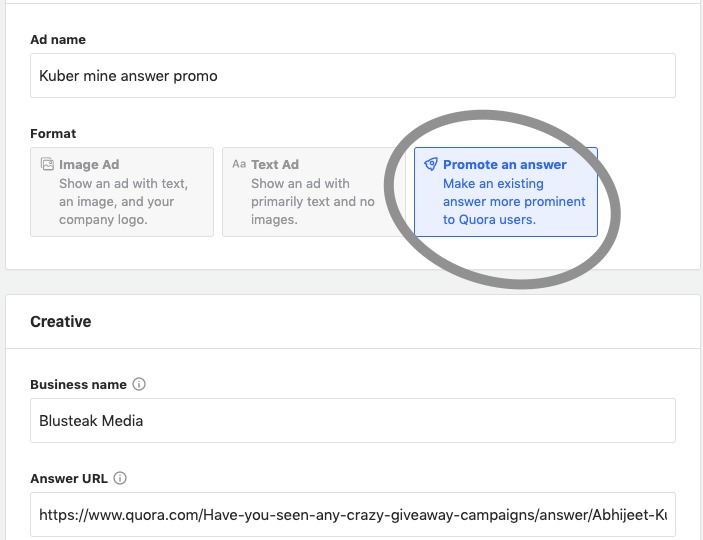 Ad name
Kuber mine answer promo
Format
Image Ad
Show an ad with text,
an image, and your
company logo.
Aa Text Ad
Show an ad with
primarily text and no
images.
Promote an answer
Make an existing
answer more prominent
to Quora users.
Creative
Business name
Blusteak Media
Answer URL
https://www.quora.com/Have-you-seen-any-crazy-giveaway-campaigns/answer/Abhijeet-Ku